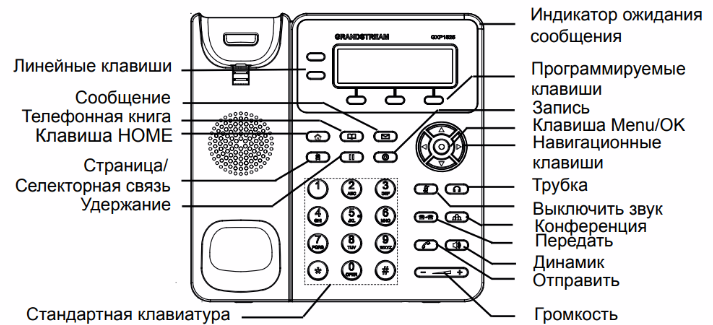 Индикатор ожидания
сообщения
GRANDSTREAM
Линейные клавиши
Программируемые
клавиши
Сообщение
Запись
Телефонная книга
Клавиша Menu/OK
Клавиша HOME
Навигационные
клавиши
Страница/
Селекторная связь
Трубка
Удержание
Выключить звук
Конференция
Передать
Динамик
Отправить
1 2 3
ABC DEF
4 5 6
GHI JKL MNO
7 8 9
PQRS TUV WXYZ
* 0 #
OPER
− +
Стандартная клавиатура
Громкость